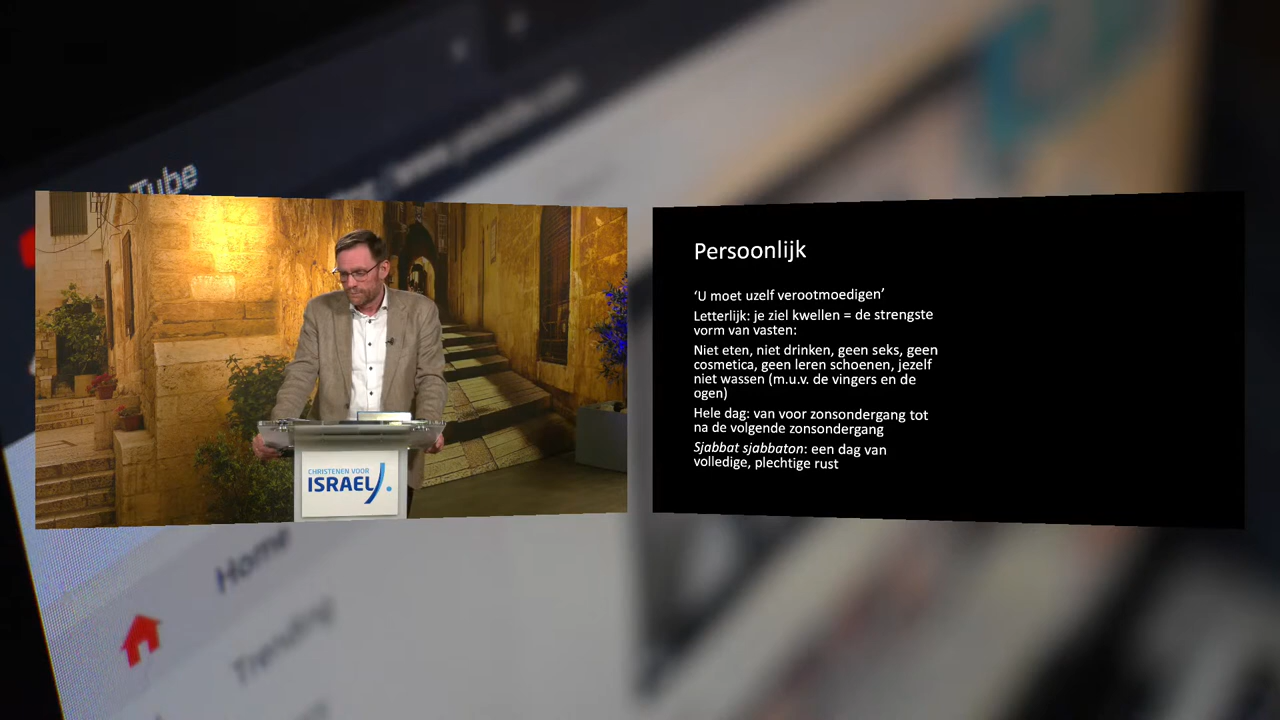 Tube
CHRISTENEN VOOR
ISRAEL
Persoonlijk
‘U moet uzelf verootmoedigen’
Letterlijk: je ziel kwellen = de strengste
vorm van vasten:
Niet eten, niet drinken, geen seks, geen
cosmetica, geen leren schoenen, jezelf
niet wassen (m.u.v. de vingers en de
ogen)
Hele dag: van voor zonsondergang tot
na de volgende zonsondergang
Sjabbat sjabbaton: een dag van
volledige, plechtige rust
Home
Trending